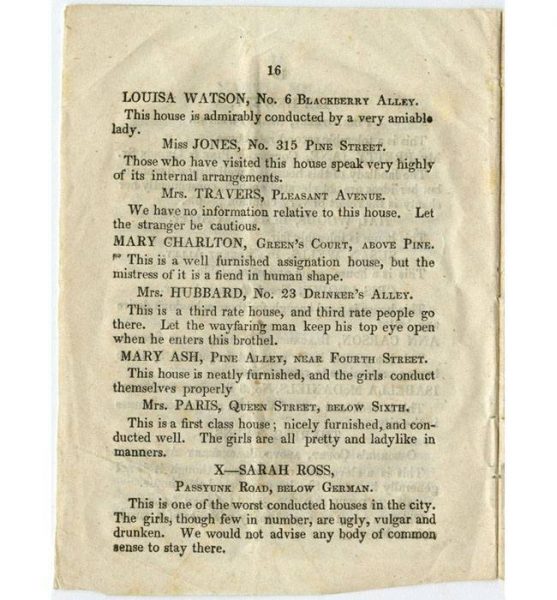 16
LOUISA WATSON, No. 6 Blackberry Alley.
This house is admirably conducted by a very amiable
lady.
Miss JONES, No. 315 Pine Street.
Those who have visited this house speak very highly
of its internal arrangements.
Mrs. TRAVERS, Pleasant Avenue.
We have no information relative to this house. Let
the stranger be cautious.
MARY CHARLTON, Green's Court, above Pine.
This is a well furnished assignation house, but the
mistress of it is a fiend in human shape.
Mrs. HUBBARD, No. 23 Drinker's Alley.
This is a third rate house, and third rate people go
there. Let the wayfaring man keep his top eye open
when he enters this brothel.
MARY ASH, Pine Alley, near Fourth Street.
This house is neatly furnished, and the girls conduct
themselves properly
Mrs. PARIS, Queen Street, below Sixth.
This is a first class house; nicely furnished, and con-
ducted well. The girls are all pretty and ladylike in
manners.
X—SARAH ROSS,
Passyunk Road, below German.
This is one of the worst conducted houses in the city.
The girls, though few in number, are ugly, vulgar and
drunken. We would not advise any body of common
sense to stay there.